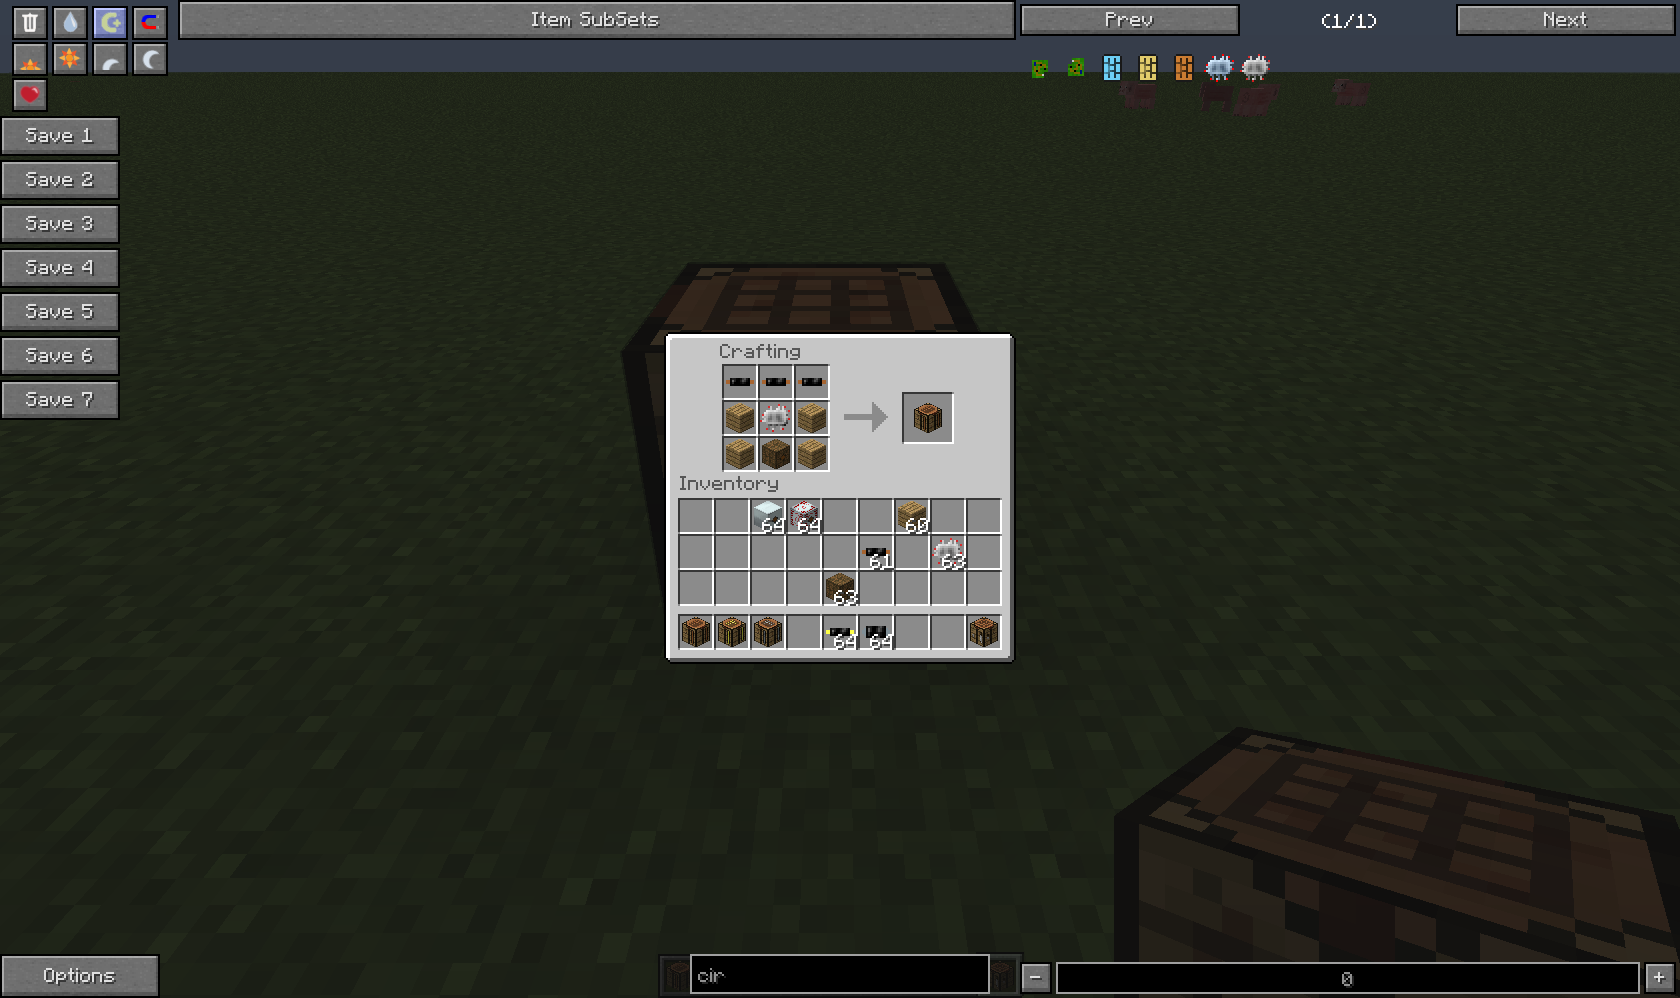 Item SubSets
Prev
(1/1)
Next
Save 1
Save 2
Save 3
Save 4
Save 5
Save 6
Save 7
Crafting
Inventory
64 64 60
61 63
63
64 64
Options
cir
- 0 +